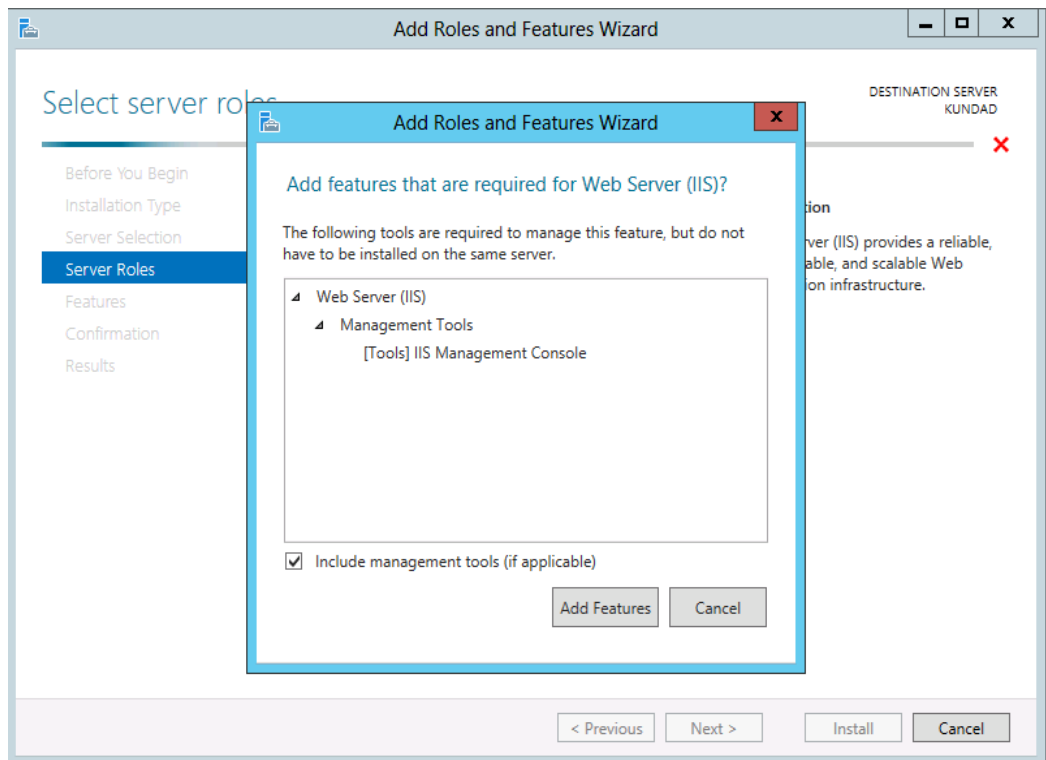 Add Roles and Features Wizard
Select server roles
DESTINATION SERVER
KUNDAD
Before You Begin
Installation Type
Server Selection
Server Roles
Features
Confirmation
Results
Add Roles and Features Wizard
x
Add features that are required for Web Server (IIS)?
The following tools are required to manage this feature, but do not
have to be installed on the same server.
Web Server (IIS)
Management Tools
[Tools] IIS Management Console
Include management tools (if applicable)
Add Features
Cancel
tion
rver (IIS) provides a reliable,
able, and scalable Web
ion infrastructure.
< Previous
Next >
Install
Cancel